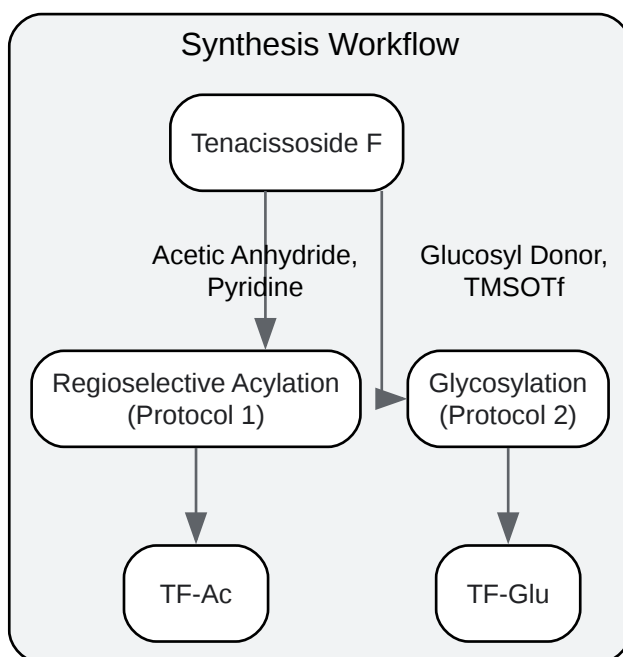 Synthesis Workflow
Tenacissoside F
Acetic Anhydride,
Pyridine
Glucosyl Donor,
TMSOTf
Regioselective Acylation
(Protocol 1)
Glycosylation
(Protocol 2)
TF-Ac
TF-Glu